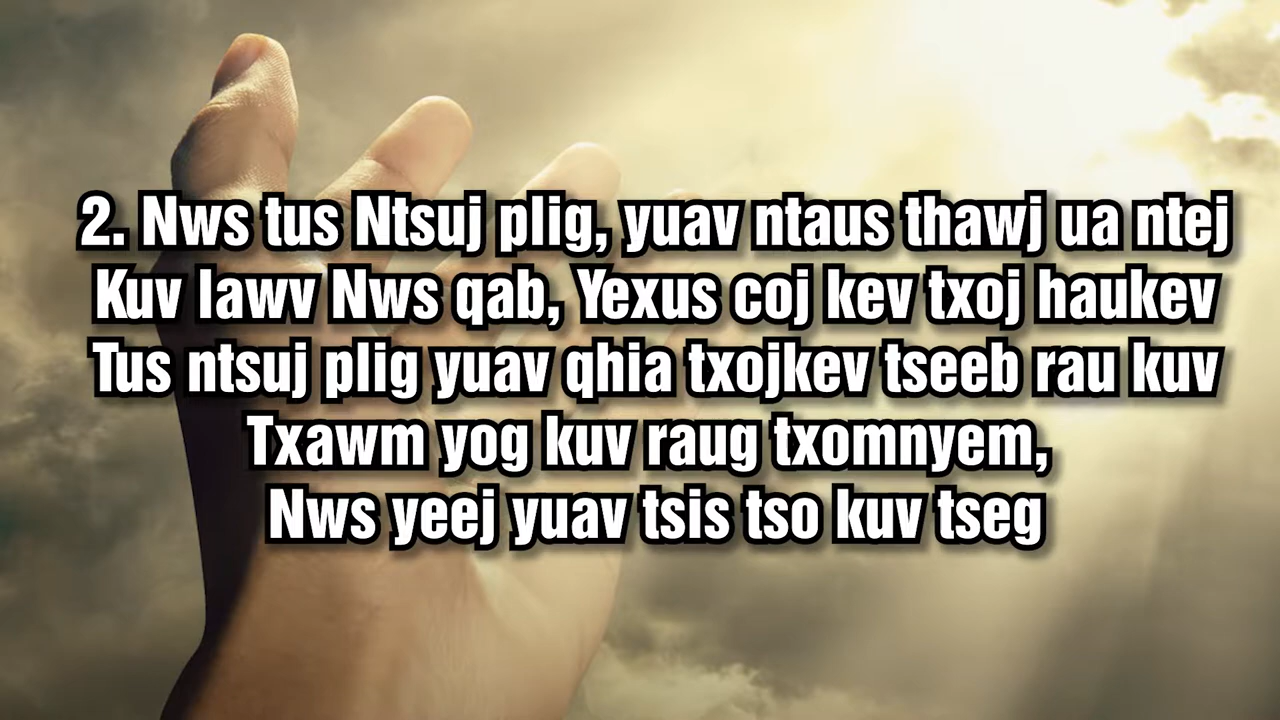 2. Nws tus Ntsuj plig, yuav ntaus thawj ua ntej
Kuv lawv Nws qab, Yexus coj kev txoj haukev
Tus ntsuj plig yuav qhia txojkev tseeb rau kuv
Txawm yog kuv raug txomnyem,
Nws yeej yuav tsis tso kuv tseg